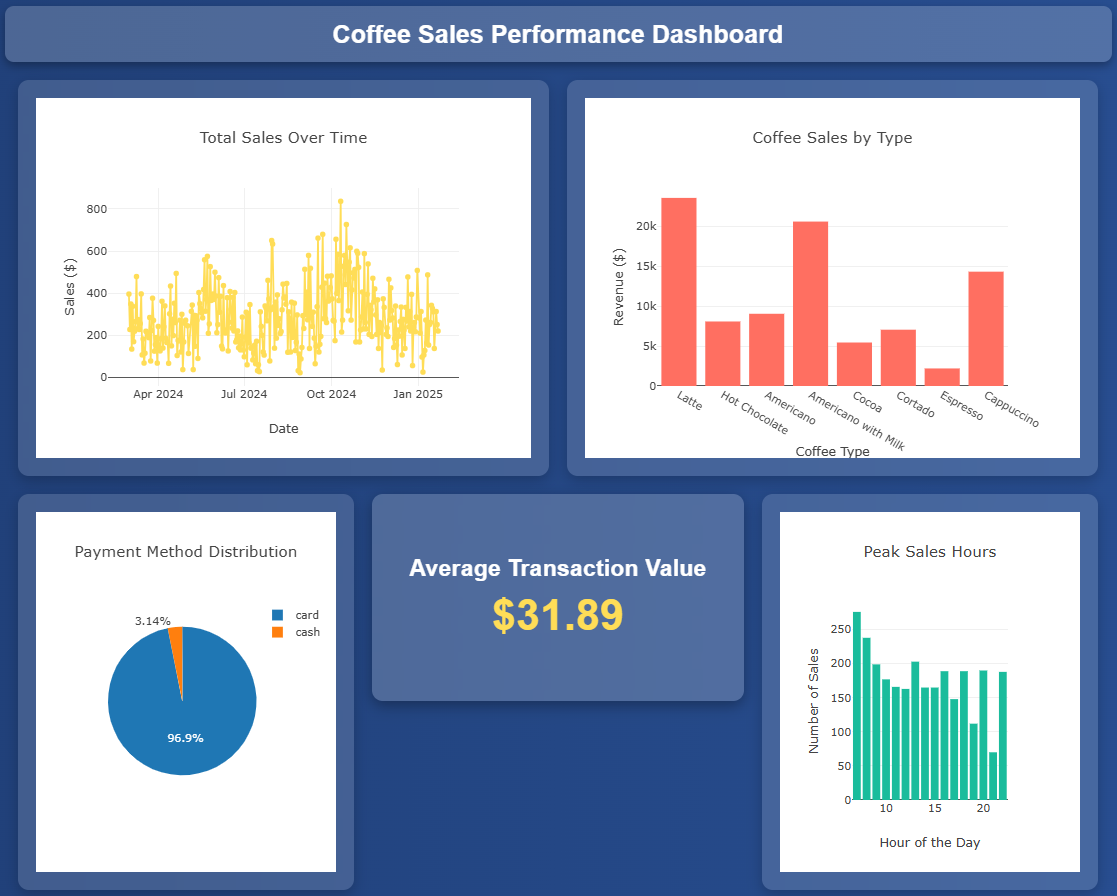 Coffee Sales Performance Dashboard
Total Sales Over Time
800
600
400
200
0
Sales ($)
Apr 2024
Jul 2024
Oct 2024
Jan 2025
Date
Coffee Sales by Type
20k
15k
10k
5k
0
Revenue ($)
Latte
Hot Chocolate
Americano
Americano with Milk
Cocoa
Cortado
Espresso
Cappuccino
Coffee Type
Payment Method Distribution
card
cash
3.14%
96.9%
Average Transaction Value
$31.89
Peak Sales Hours
250
200
150
100
50
0
Number of Sales
10
15
20
Hour of the Day